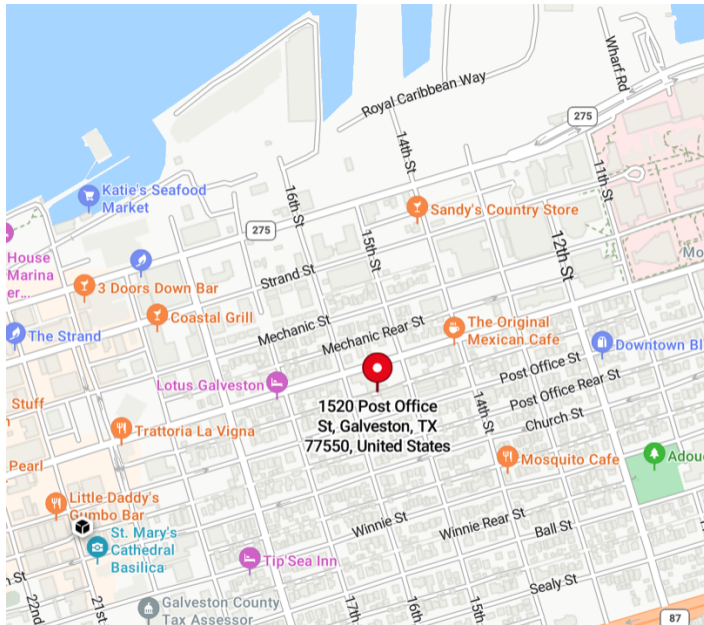 Wharf Rd
Royal Caribbean Way
275
14th St
11th St
Katie's Seafood
Market
16th St
Sandy's Country Store
275
15th St
12th St
House
Marina
er...
Mo
Strand St
3 Doors Down Bar
Coastal Grill
Mechanic St
The Strand
Mechanic Rear St
The Original
Mexican Cafe
Downtown Bl
Post Office St
Lotus Galveston
Post Office Rear St
Stuff
n
1520 Post Office
St, Galveston, TX
77550, United States
14th St
Church St
Trattoria La Vigna
Pearl
Mosquito Cafe
Adou
Little Daddy's
Gumbo Bar
Winnie St
Winnie Rear St
Ball St
St. Mary's
Cathedral
Basilica
Tip'Sea Inn
n St
Sealy St
22nd
21st
Galveston County
Tax Assessor
17th
16th
15th
87